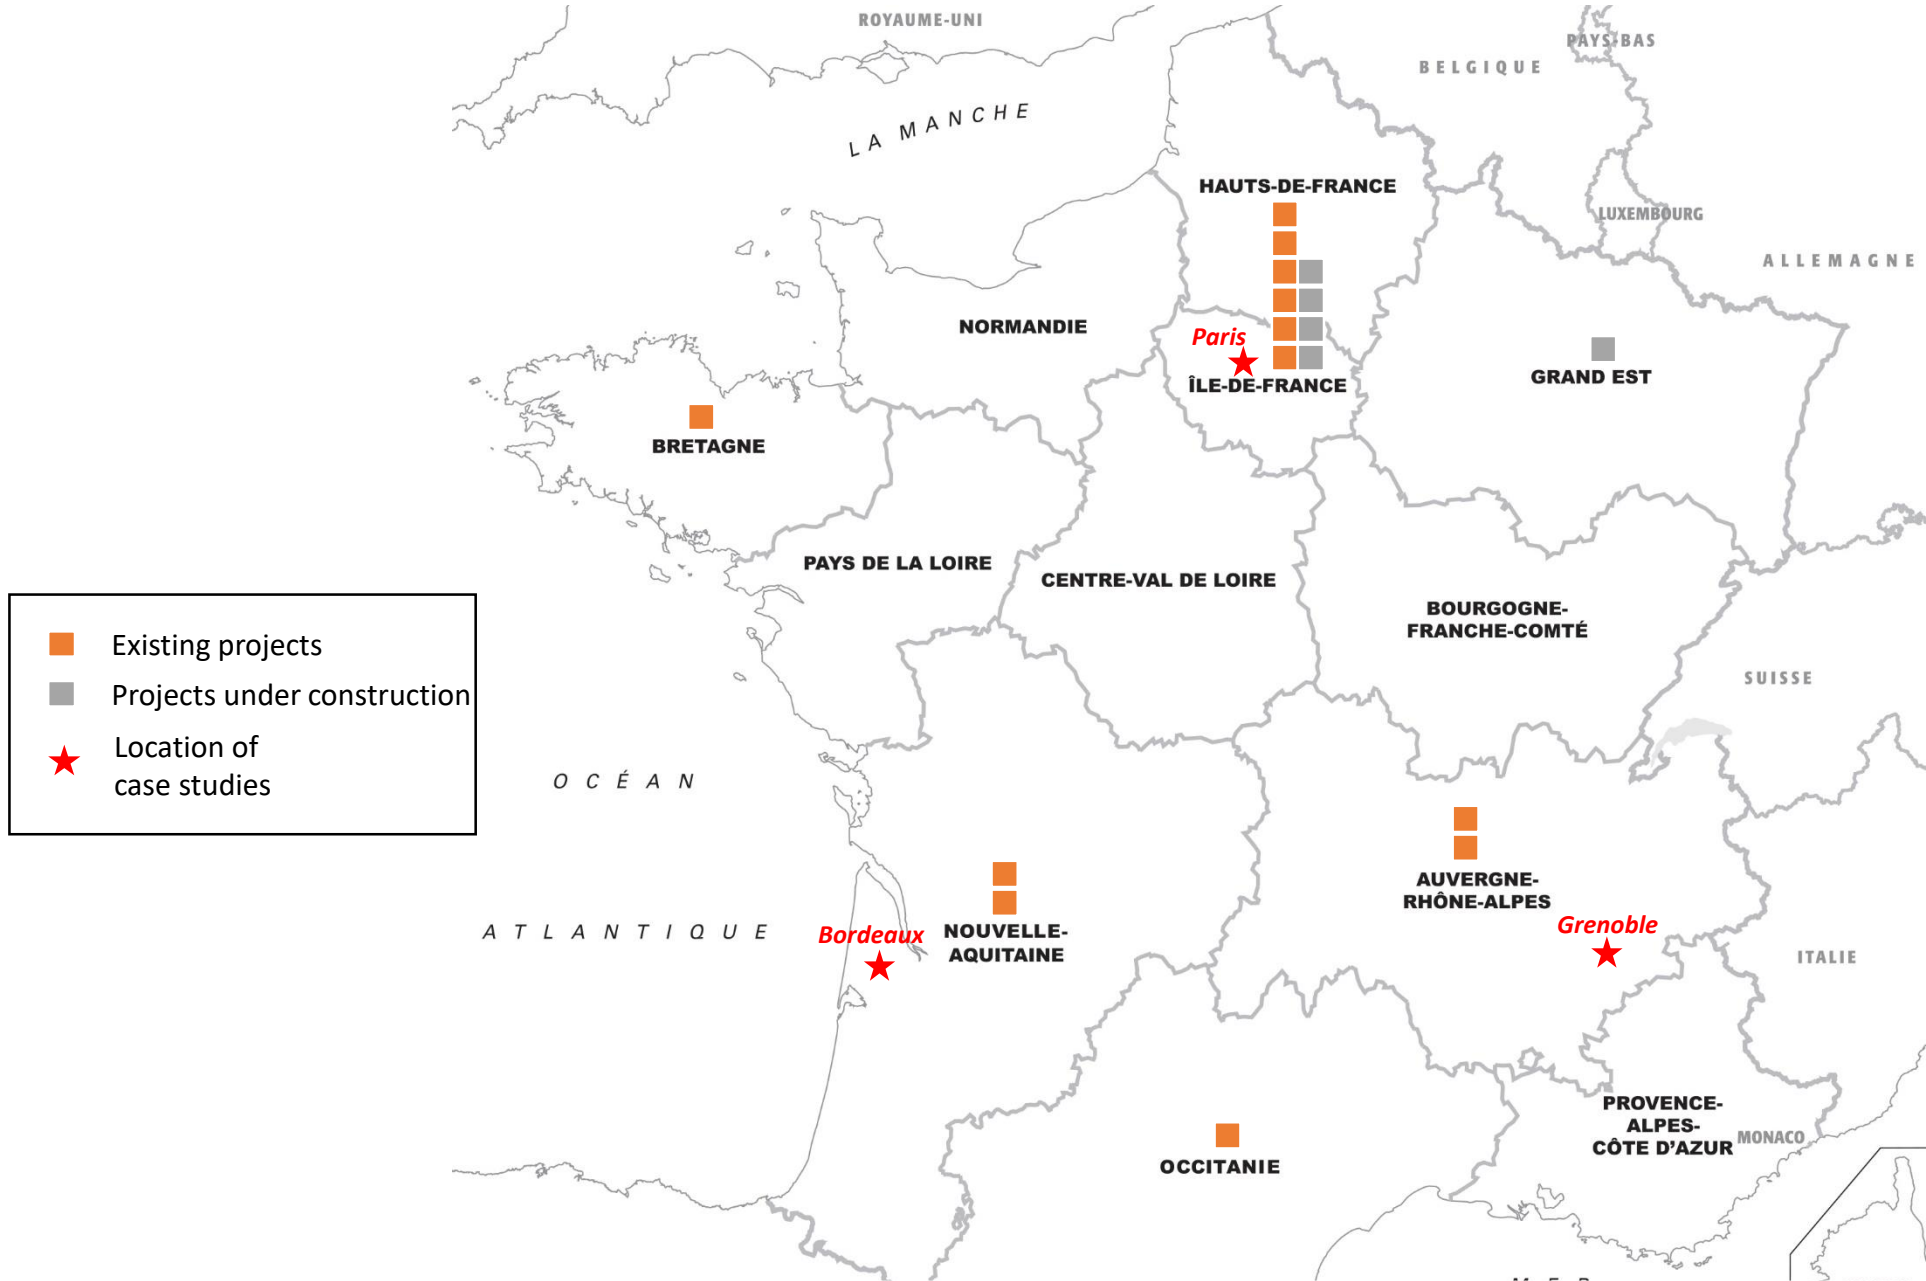 ROYAUME-UNI
PAYS-BAS
BELGIQUE
LA MANCHE
HAUTS-DE-FRANCE
LUXEMBOURG
ALLEMAGNE
NORMANDIE
Paris
ÎLE-DE-FRANCE
GRAND EST
BRETAGNE
PAYS DE LA LOIRE
CENTRE-VAL DE LOIRE
BOURGOGNE-
FRANCHE-COMTÉ
Existing projects
Projects under construction
Location of
case studies
SUISSE
OCÉAN
ATLANTIQUE
AUVERGNE-
RHÔNE-ALPES
Bordeaux
NOUVELLE-
AQUITAINE
Grenoble
ITALIE
PROVENCE-
ALPES-
CÔTE D'AZUR
MONACO
OCCITANIE